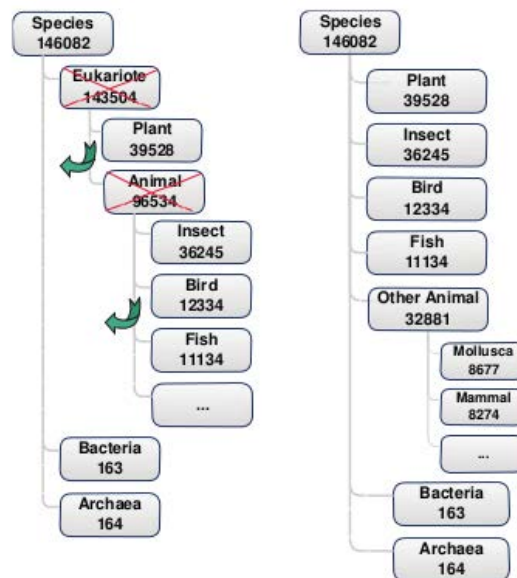 Species
146082
Eukariote
143504
Plant
39528
Animal
96534
Insect
36245
Bird
12334
Fish
11134
...
Bacteria
163
Archaea
164
Species
146082
Plant
39528
Insect
36245
Bird
12334
Fish
11134
Other Animal
32881
Mollusca
8677
Mammal
8274
...
Bacteria
163
Archaea
164